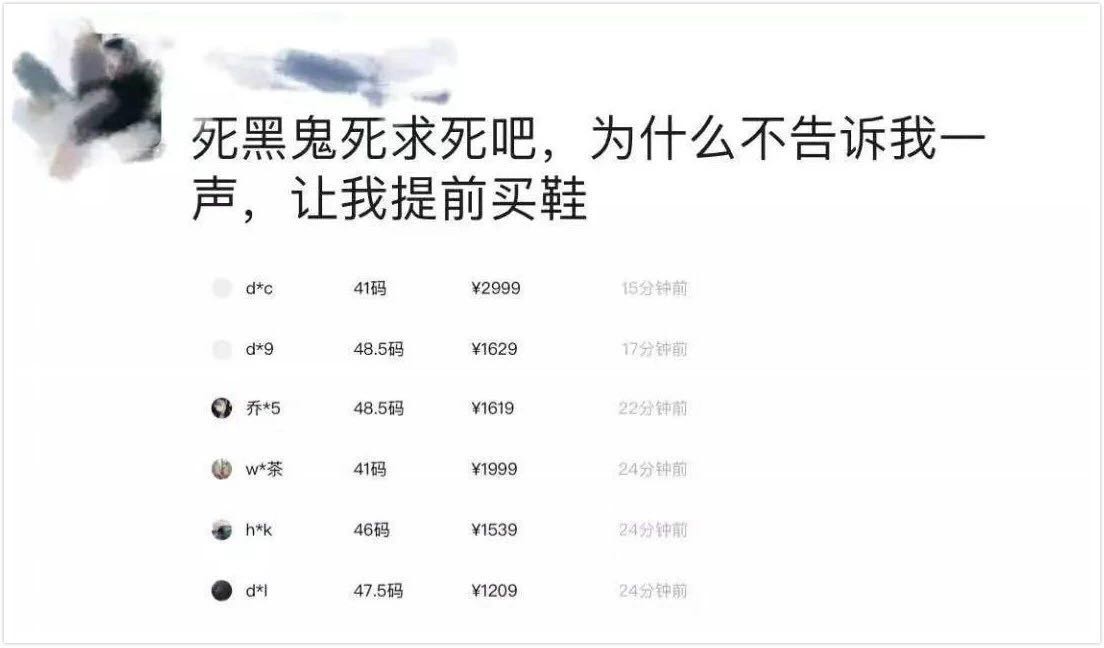 死黑鬼死求死吧，为什么不告诉我一
声，让我提前买鞋
d*c 41码 ¥2999 15分钟前
d*9 48.5码 ¥1629 17分钟前
乔*5 48.5码 ¥1619 22分钟前
w*茶 41码 ¥1999 24分钟前
h*k 46码 ¥1539 24分钟前
d*l 47.5码 ¥1209 24分钟前